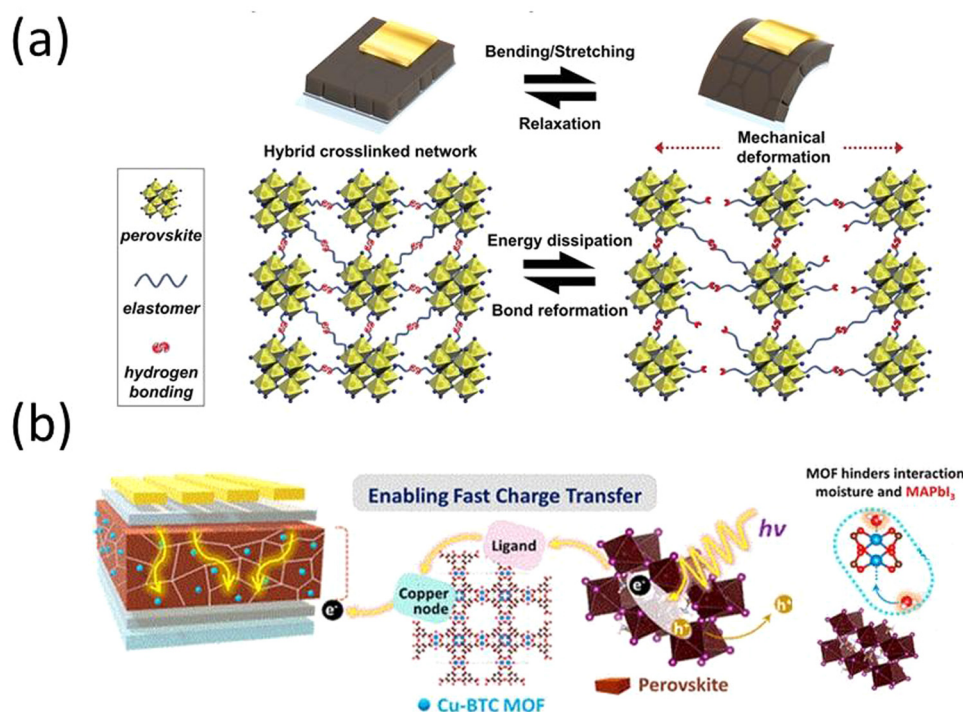 (a)
Bending/Stretching
Relaxation
Hybrid crosslinked network
Mechanical
deformation
perovskite
elastomer
hydrogen
bonding
Energy dissipation
Bond reformation
(b)
Enabling Fast Charge Transfer
MOF hinders interaction
moisture and MAPbI₃
Ligand
hν
Copper
node
e⁻
e⁻
h⁺
h⁺
Cu-BTC MOF
Perovskite